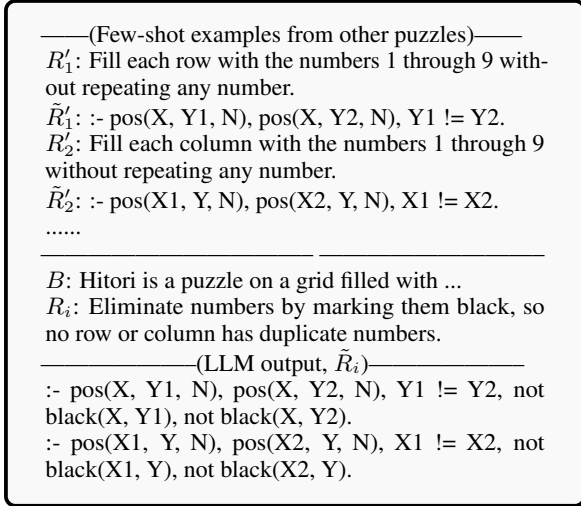 ——(Few-shot examples from other puzzles)——
R′₁: Fill each row with the numbers 1 through 9 with-
out repeating any number.
R̃′₁: :- pos(X, Y1, N), pos(X, Y2, N), Y1 != Y2.
R′₂: Fill each column with the numbers 1 through 9
without repeating any number.
R̃′₂: :- pos(X1, Y, N), pos(X2, Y, N), X1 != X2.
......
B: Hitori is a puzzle on a grid filled with ...
Rᵢ: Eliminate numbers by marking them black, so
no row or column has duplicate numbers.
———————(LLM output, R̃ᵢ)———————
:- pos(X, Y1, N), pos(X, Y2, N), Y1 != Y2, not
black(X, Y1), not black(X, Y2).
:- pos(X1, Y, N), pos(X2, Y, N), X1 != X2, not
black(X1, Y), not black(X2, Y).